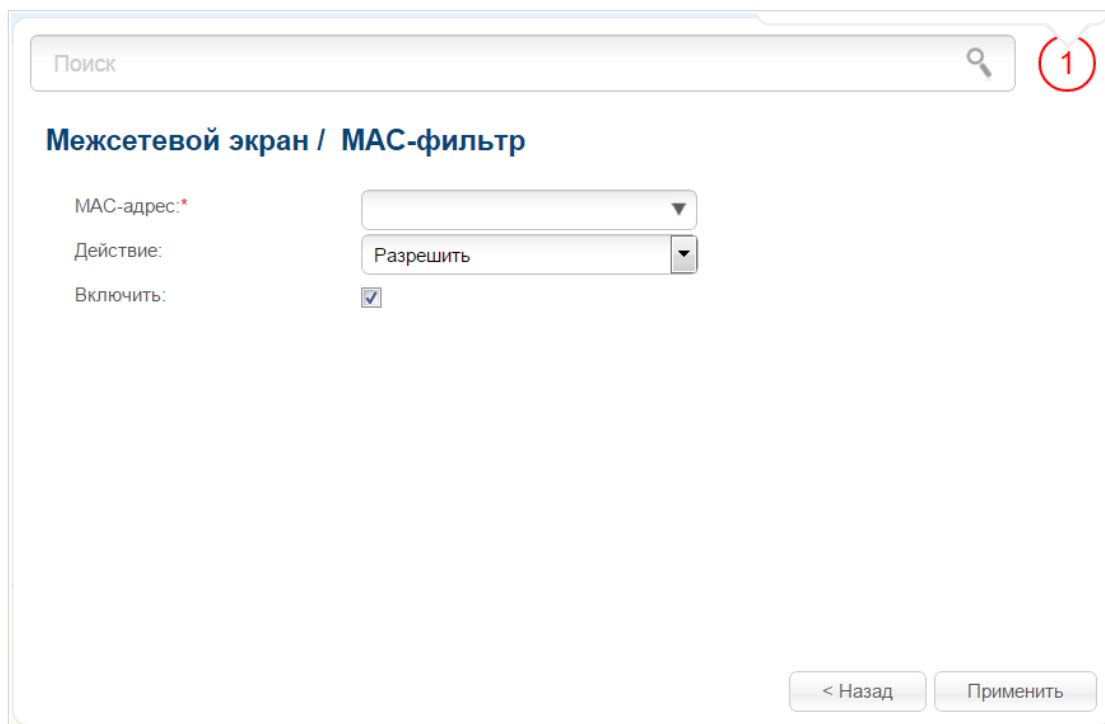 Поиск
1
Межсетевой экран / MAC-фильтр
MAC-адрес:*
Действие: Разрешить
Включить:
< Назад Применить